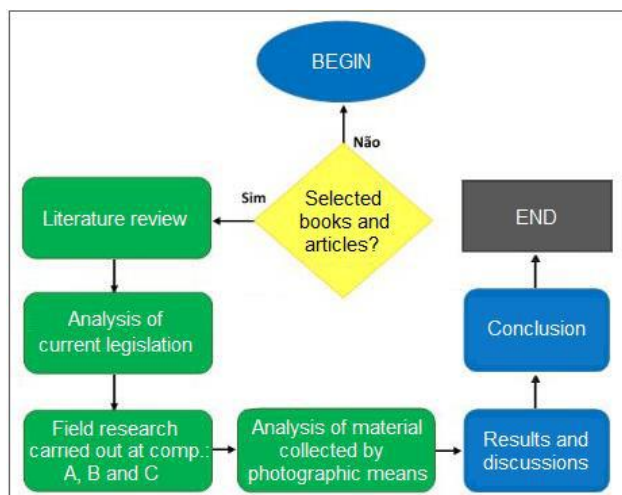 BEGIN
Não
Sim
Selected
books and
articles?
Literature review
Analysis of
current legislation
Field research
carried out at comp.:
A, B and C
Analysis of material
collected by
photographic means
Results and
discussions
Conclusion
END